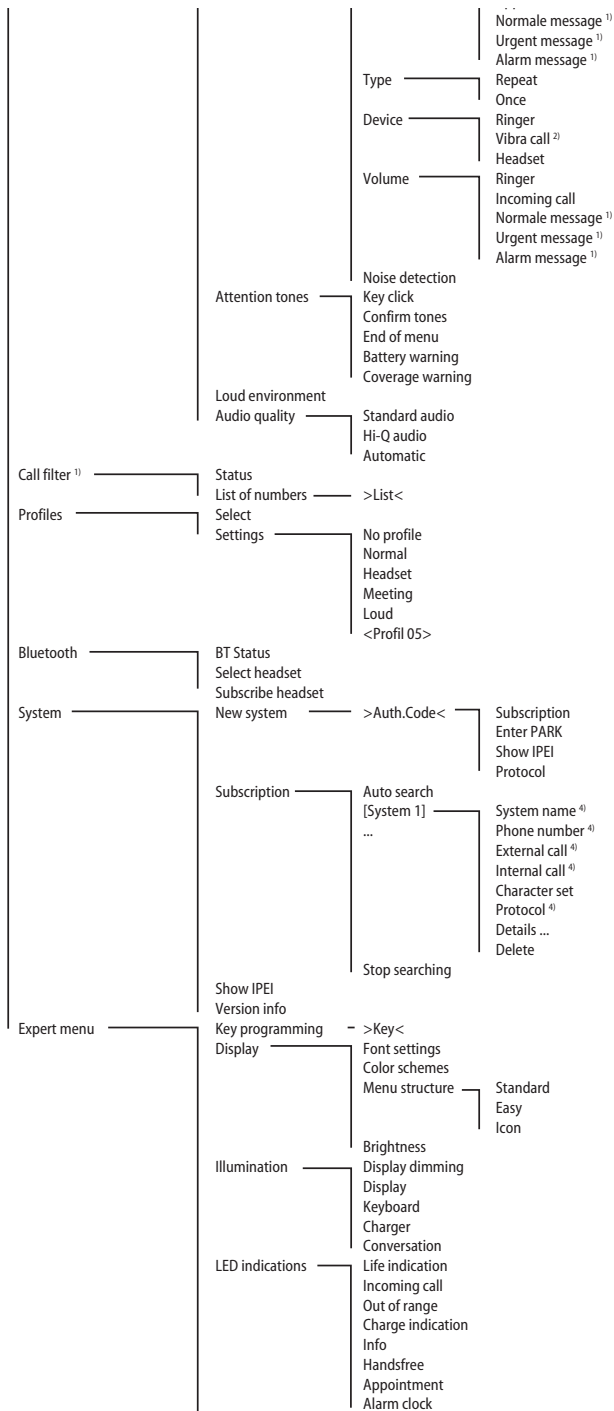 Normale message 1)
Urgent message 1)
Alarm message 1)
Type Repeat
Once
Device Ringer
Vibra call 2)
Headset
Volume Ringer
Incoming call
Normale message 1)
Urgent message 1)
Alarm message 1)
Noise detection
Attention tones Key click
Confirm tones
End of menu
Battery warning
Coverage warning
Loud environment
Audio quality Standard audio
Hi-Q audio
Automatic
Call filter 1) Status
List of numbers >List<
Profiles Select
Settings No profile
Normal
Headset
Meeting
Loud
<Profil 05>
Bluetooth BT Status
Select headset
Subscribe headset
System New system >Auth.Code< Subscription
Enter PARK
Show IPEI
Protocol
Subscription Auto search
[System 1] System name 4)
... Phone number 4)
External call 4)
Internal call 4)
Character set
Protocol 4)
Details ...
Delete
Stop searching
Show IPEI
Version info
Expert menu Key programming >Key<
Display Font settings
Color schemes
Menu structure Standard
Easy
Icon
Brightness
Illumination Display dimming
Display
Keyboard
Charger
Conversation
LED indications Life indication
Incoming call
Out of range
Charge indication
Info
Handsfree
Appointment
Alarm clock